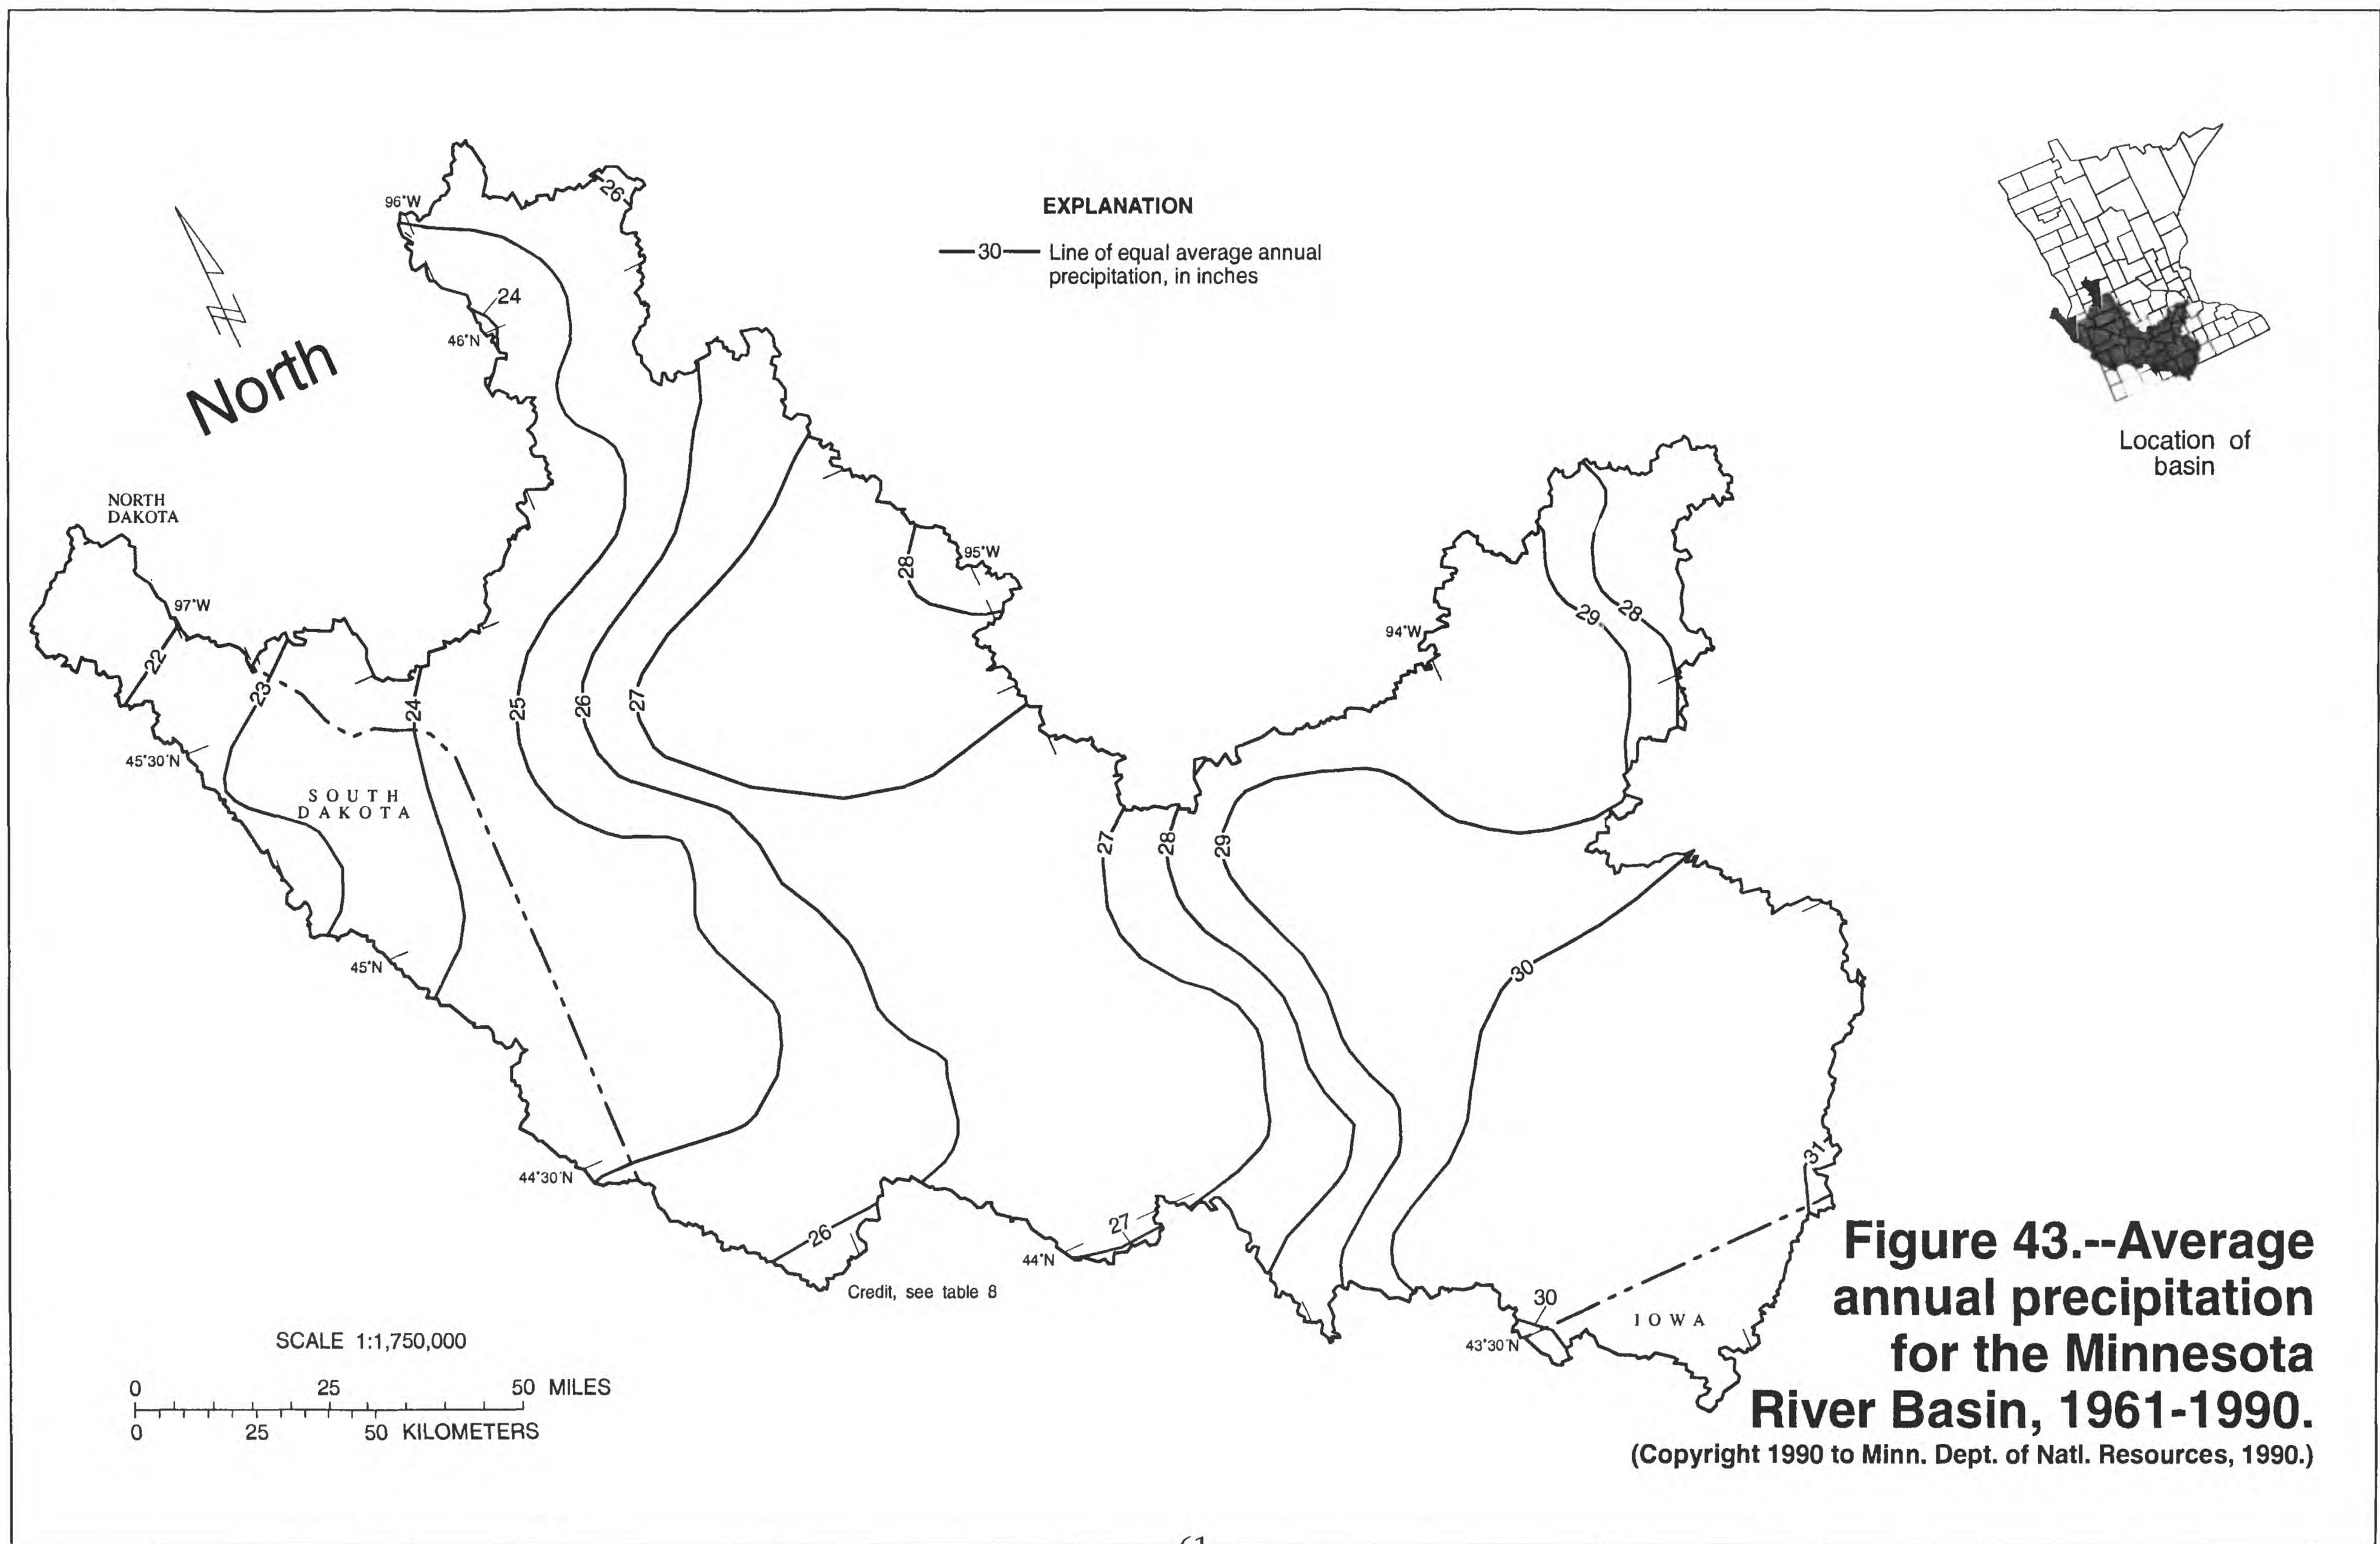 96°W
26
EXPLANATION
30 Line of equal average annual
precipitation, in inches
24
46°N
North
Location of
basin
NORTH
DAKOTA
95°W
28
97°W
94°W
29
28
22
23
24
25
26
27
45°30'N
SOUTH
DAKOTA
27
28
29
45°N
30
31
44°30'N
26
27
44°N
Credit, see table 8
30
43°30'N
IOWA
Figure 43.--Average
annual precipitation
for the Minnesota
River Basin, 1961-1990.
(Copyright 1990 to Minn. Dept. of Natl. Resources, 1990.)
SCALE 1:1,750,000
0 25 50 MILES
0 25 50 KILOMETERS